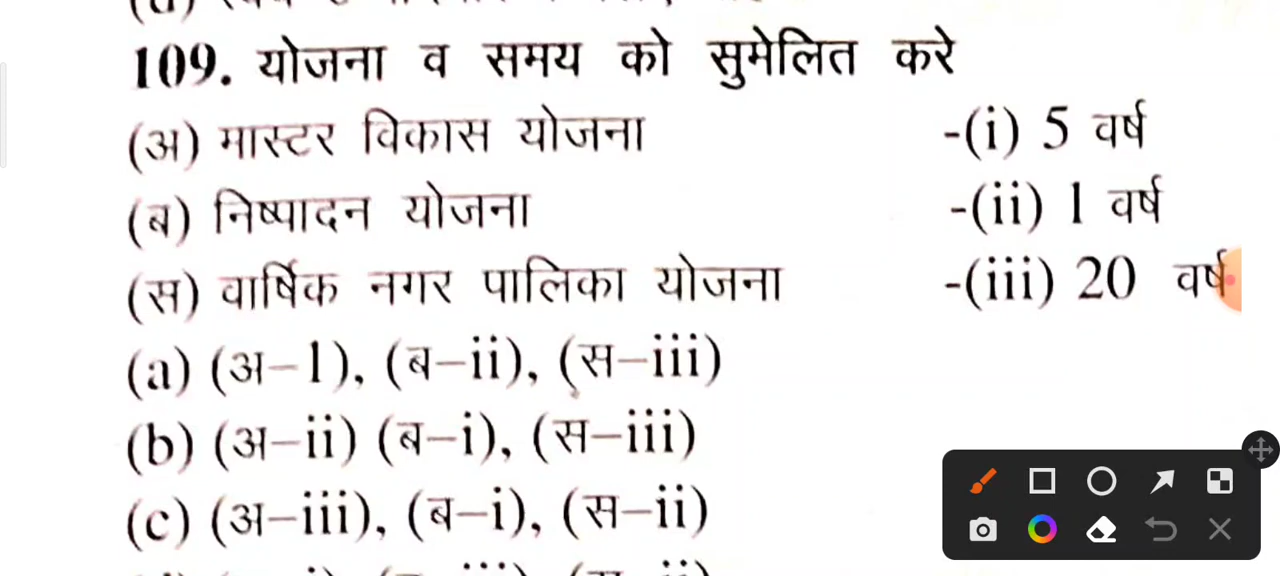 109. योजना व समय को सुमेलित करे
(अ) मास्टर विकास योजना -(i) 5 वर्ष
(ब) निष्पादन योजना -(ii) 1 वर्ष
(स) वार्षिक नगर पालिका योजना -(iii) 20 वर्ष
(a) (अ-1), (ब-ii), (स-iii)
(b) (अ-ii) (ब-i), (स-iii)
(c) (अ-iii), (ब-i), (स-ii)